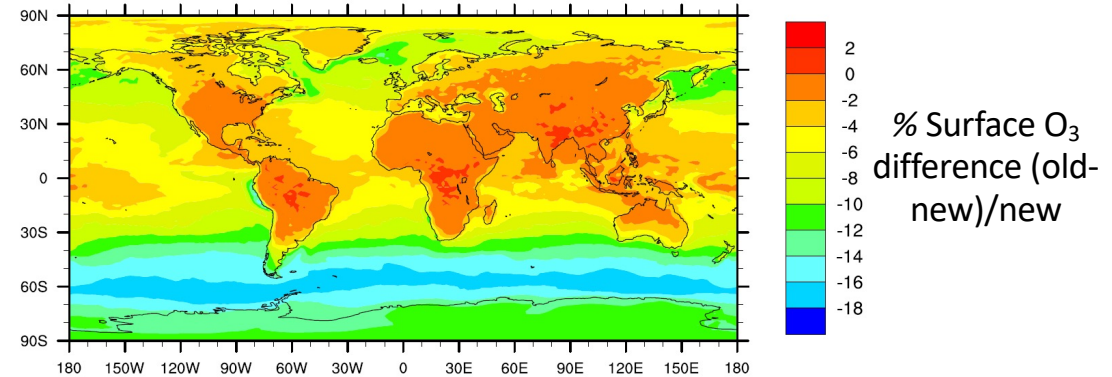 90N
60N
30N
0
30S
60S
90S
180 150W 120W 90W 60W 30W 0 30E 60E 90E 120E 150E 180
2
0
-2
-4
-6
-8
-10
-12
-14
-16
-18
% Surface O₃
difference (old-
new)/new